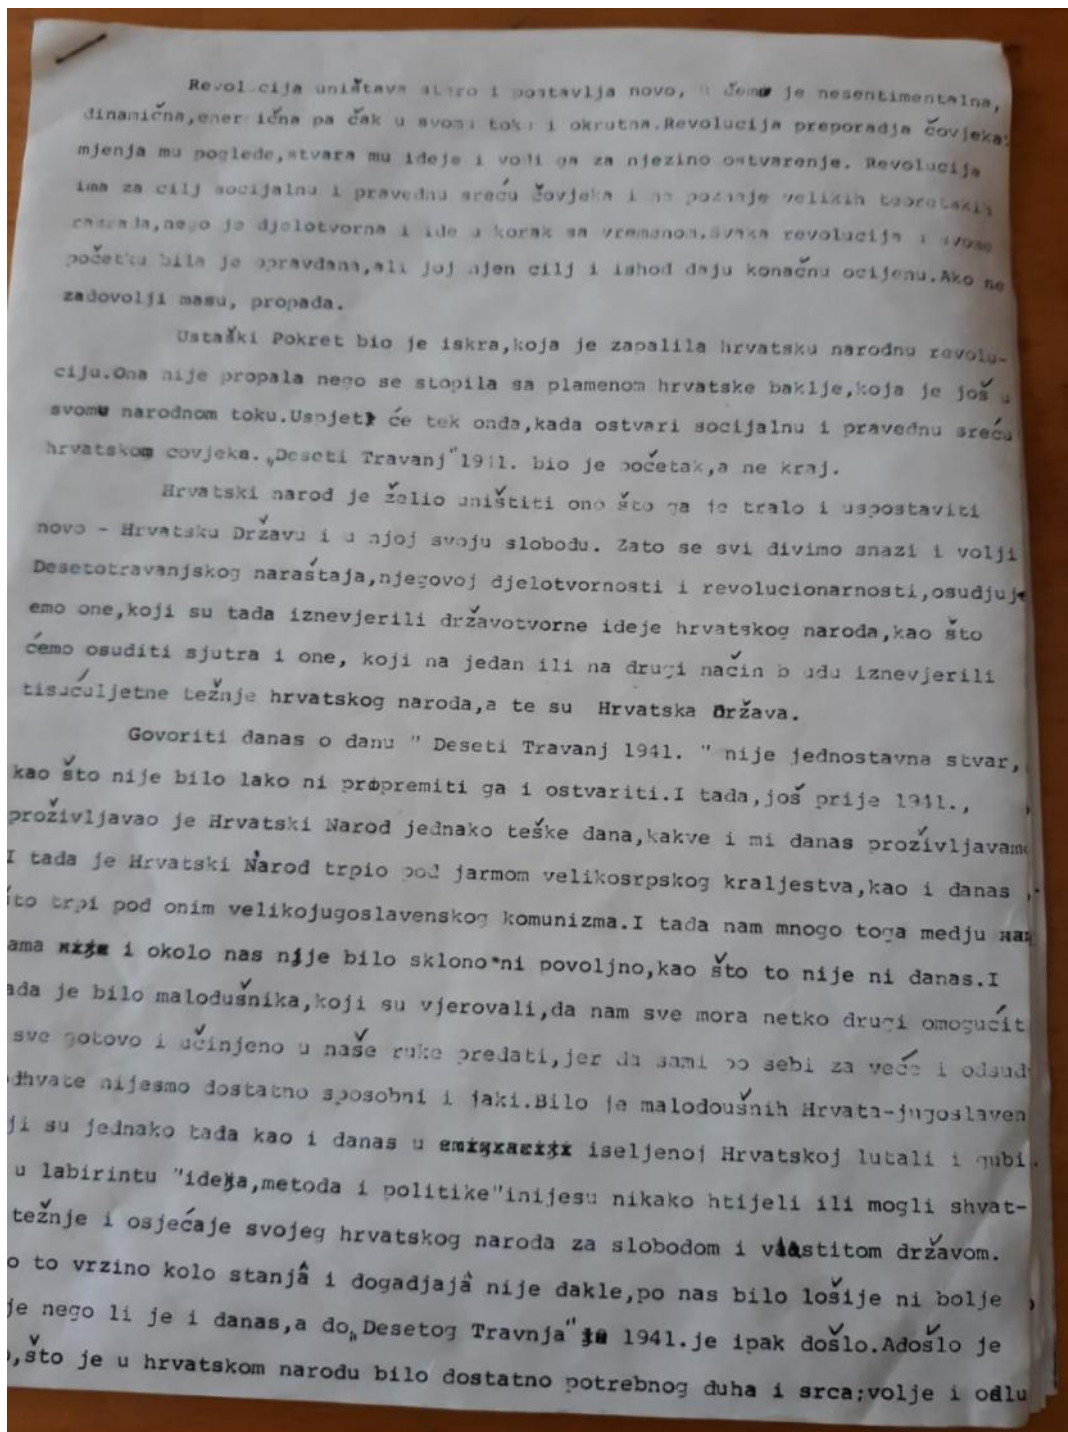 Revolucija uništava staro i postavlja novo, u čemu je nesentimentalna,
dinamična,ener ična pa čak u svomu toku i okrutna.Revolucija preporadja čovjeka:
mjenja mu poglede,stvara mu ideje i vodi ga za njezino ostvarenje. Revolucija
ima za cilj socijalnu i pravednu sreću čovjeka i ne poznaje velikih teoretskih
,nego je djelotvorna i ide u korak sa vremenom.Svaka revolucija u svome
početku bila je opravdana,ali joj njen cilj i ishod daju konačnu ocijenu.Ako ne
zadovolji masu, propada.
Ustaški Pokret bio je iskra,koja je zapalila hrvatsku narodnu revolu-
ciju.Ona nije propala nego se stopila sa plamenom hrvatske baklje,koja je još u
svomu narodnom toku.Uspjet će tek onda,kada ostvari socijalnu i pravednu sreću
hrvatskom covjeka.„Deseti Travanj"1941. bio je početak,a ne kraj.
Hrvatski narod je želio uništiti ono što ga je tralo i uspostaviti
novo - Hrvatsku Državu i u njoj svoju slobodu. Zato se svi divimo snazi i volji
Desetotravanjskog naraštaja,njegovoj djelotvornosti i revolucionarnosti,osudjuje
emo one,koji su tada iznevjerili državotvorne ideje hrvatskog naroda,kao što
ćemo osuditi sjutra i one, koji na jedan ili na drugi način b udu iznevjerili
tisućuljetne težnje hrvatskog naroda,a te su Hrvatska Država.
Govoriti danas o danu " Deseti Travanj 1941. " nije jednostavna stvar,
kao što nije bilo lako ni propremiti ga i ostvariti.I tada,još prije 1941.,
proživljavao je Hrvatski Narod jednako teške dana,kakve i mi danas proživljavamo
I tada je Hrvatski Narod trpio pod jarmom velikosrpskog kraljestva,kao i danas
što trpi pod onim velikojugoslavenskog komunizma.I tada nam mnogo toga medju
ama i okolo nas nije bilo sklono ni povoljno,kao što to nije ni danas.I
ada je bilo malodušnika,koji su vjerovali,da nam sve mora netko drugi omogućit
sve gotovo i učinjeno u naše ruke predati,jer da sami po sebi za veće i odsud
dhvate nijesmo dostatno sposobni i jaki.Bilo je malodoušnih Hrvata-jugoslaven
ji su jednako tada kao i danas u iseljenoj Hrvatskoj lutali i gubi
u labirintu "ideja,metoda i politike"inijesu nikako htijeli ili mogli shvat-
težnje i osjećaje svojeg hrvatskog naroda za slobodom i vlastitom državom.
o to vrzino kolo stanjâ i dogadjajâ nije dakle,po nas bilo lošije ni bolje
je nego li je i danas,a do„Desetog Travnja" 1941.je ipak došlo.Adošlo je
,što je u hrvatskom narodu bilo dostatno potrebnog duha i srca;volje i odlu